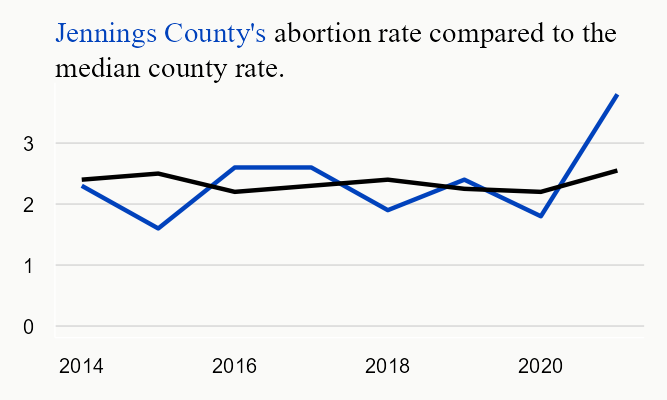 Jennings County's abortion rate compared to the
median county rate.
3
2
1
0
2014 2016 2018 2020